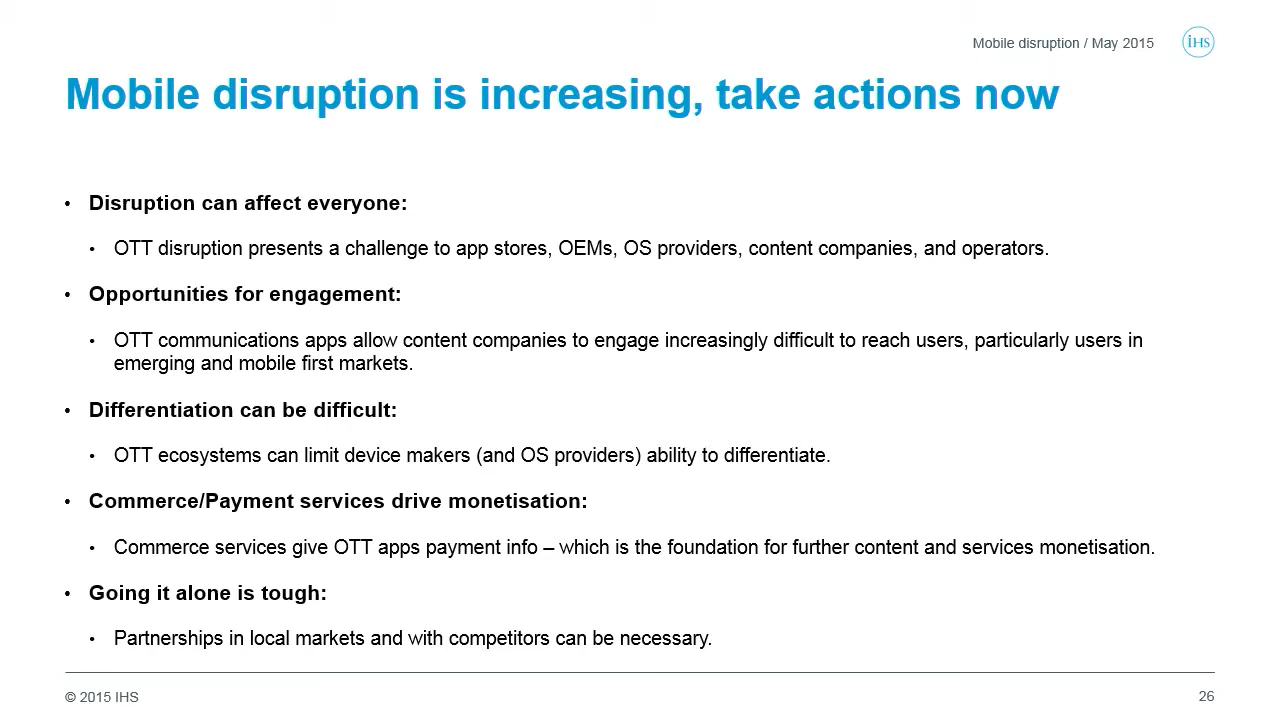 Mobile disruption / May 2015
IHS
Mobile disruption is increasing, take actions now
• Disruption can affect everyone:
• OTT disruption presents a challenge to app stores, OEMs, OS providers, content companies, and operators.
• Opportunities for engagement:
• OTT communications apps allow content companies to engage increasingly difficult to reach users, particularly users in
emerging and mobile first markets.
• Differentiation can be difficult:
• OTT ecosystems can limit device makers (and OS providers) ability to differentiate.
• Commerce/Payment services drive monetisation:
• Commerce services give OTT apps payment info – which is the foundation for further content and services monetisation.
• Going it alone is tough:
• Partnerships in local markets and with competitors can be necessary.
© 2015 IHS
26